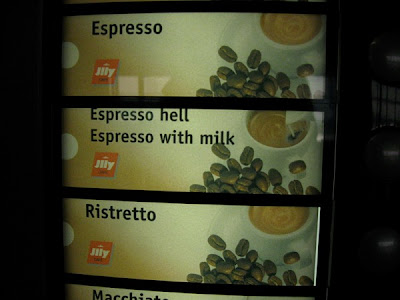 Espresso
illy
Espresso hell
Espresso with milk
illy
Ristretto
illy
Macchiato